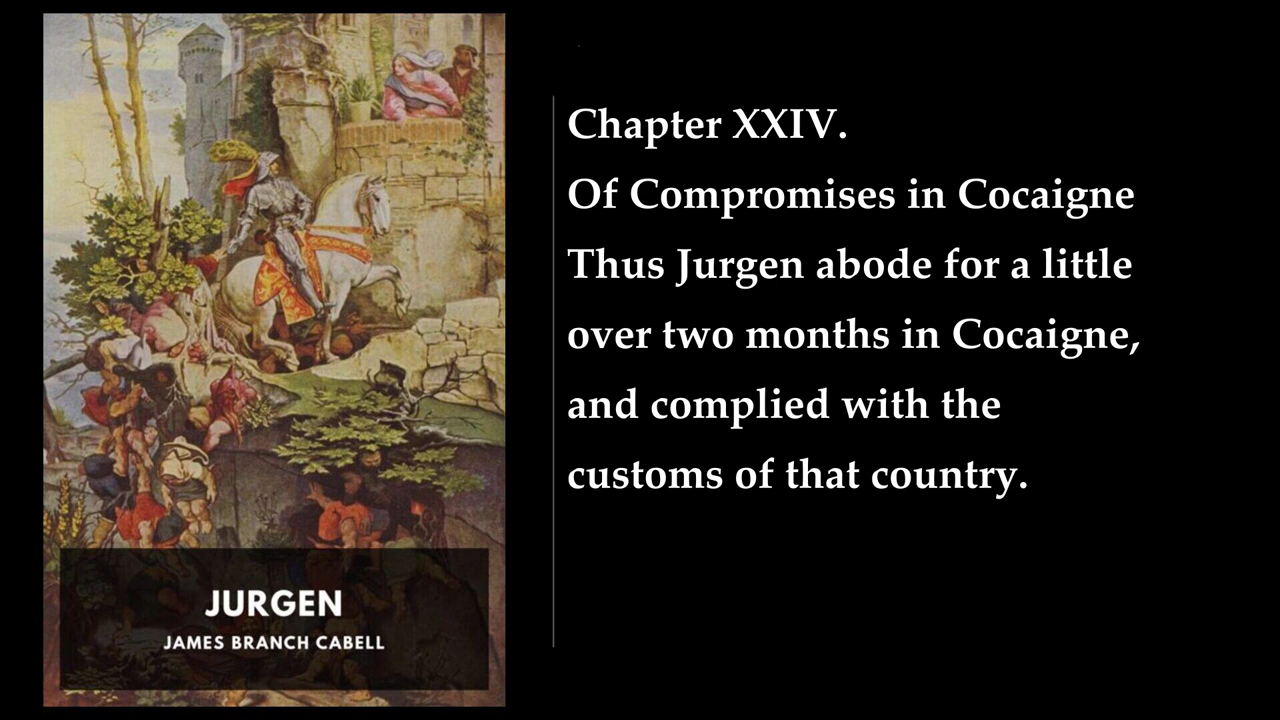 Chapter XXIV.
Of Compromises in Cocaigne
Thus Jurgen abode for a little
over two months in Cocaigne,
and complied with the
customs of that country.
JURGEN
JAMES BRANCH CABELL